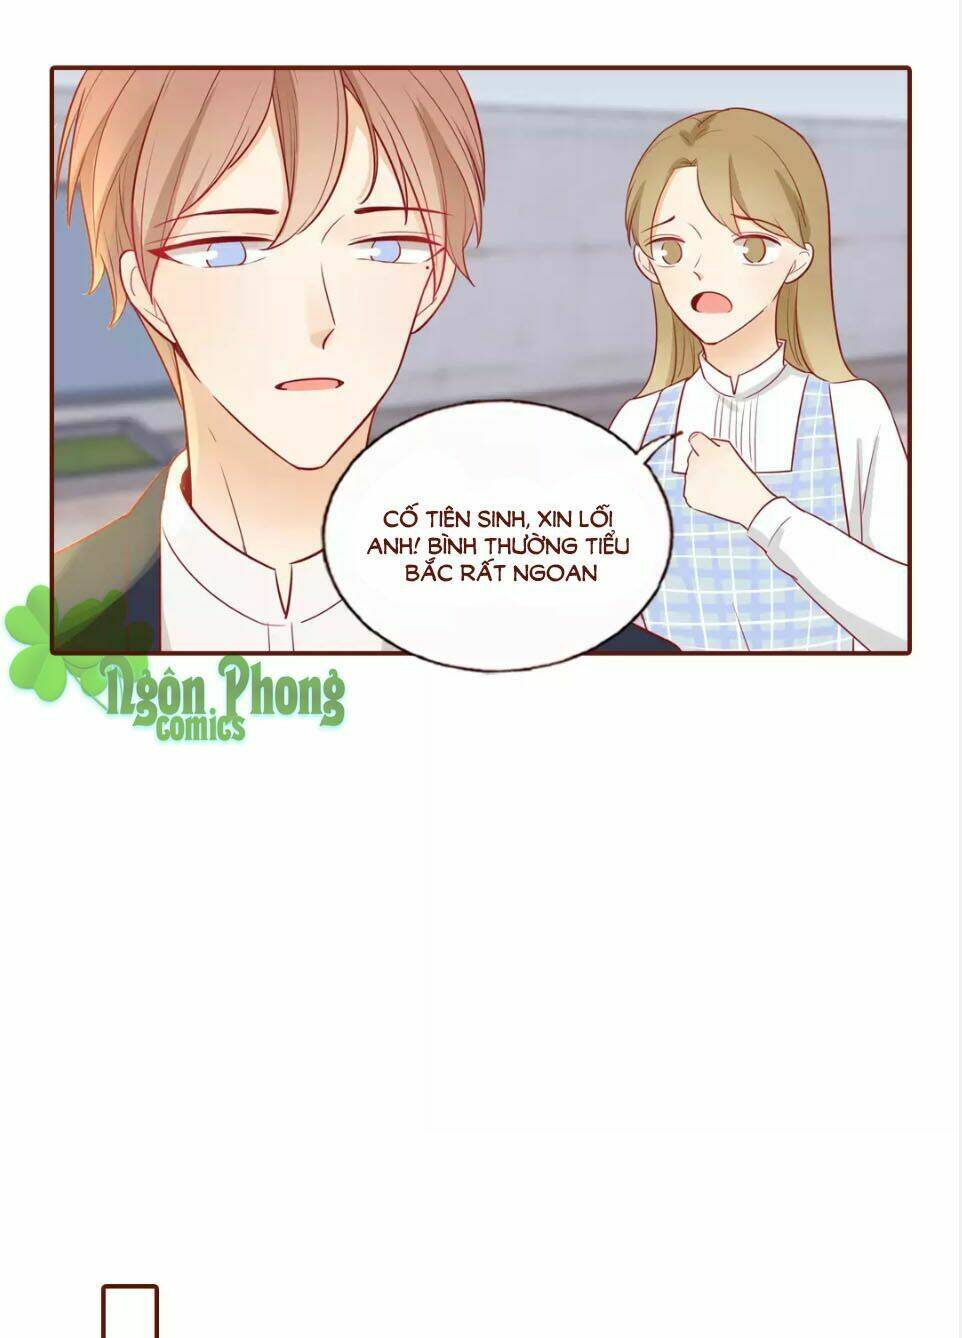 CỐ TIÊN SINH, XIN LỖI
ANH! BÌNH THƯỜNG TIỂU
BẮC RẤT NGOAN
Ngôn Phong
comics